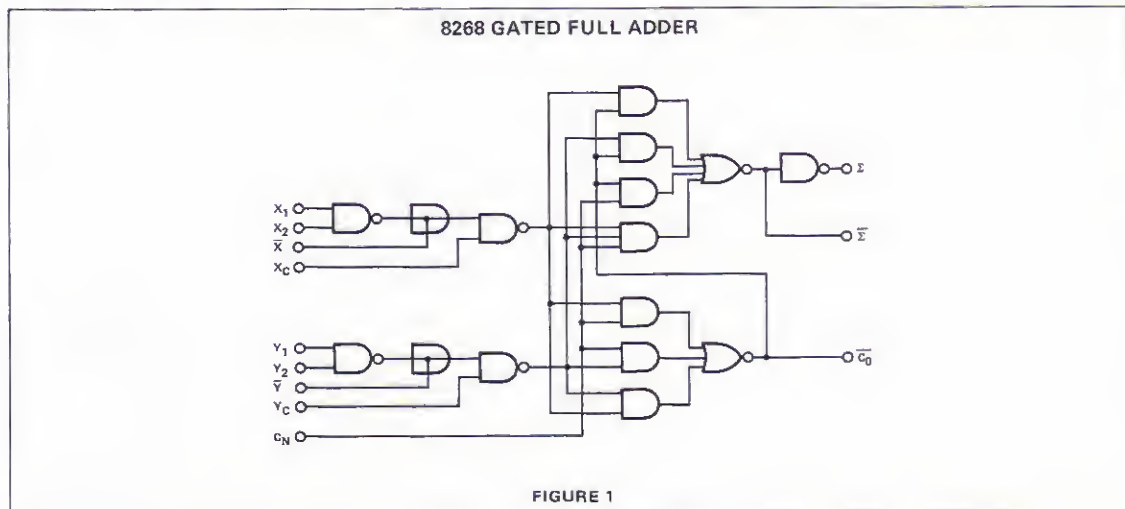 8268 GATED FULL ADDER
X1
X2
X̅
XC
Y1
Y2
Y̅
YC
CN
Σ
Σ̅
C̅0̅
FIGURE 1